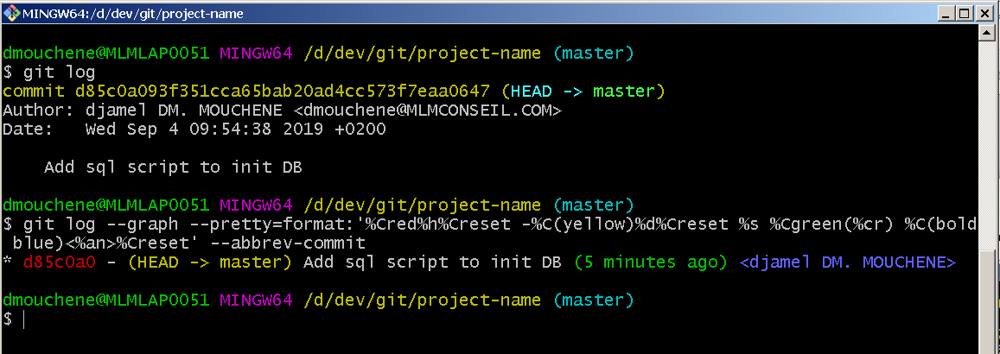 MINGW64:/d/dev/git/project-name
dmouchene@MLMLAP0051 MINGW64 /d/dev/git/project-name (master)
$ git log
commit d85c0a093f351cca65bab20ad4cc573f7eaa0647 (HEAD -> master)
Author: djamel DM. MOUCHENE <dmouchene@MLMCONSEIL.COM>
Date:   Wed Sep 4 09:54:38 2019 +0200
    Add sql script to init DB
dmouchene@MLMLAP0051 MINGW64 /d/dev/git/project-name (master)
$ git log --graph --pretty=format:'%Cred%h%Creset -%C(yellow)%d%Creset %s %Cgreen(%cr) %C(bold
 blue)<%an>%Creset' --abbrev-commit
* d85c0a0 - (HEAD -> master) Add sql script to init DB (5 minutes ago) <djamel DM. MOUCHENE>
dmouchene@MLMLAP0051 MINGW64 /d/dev/git/project-name (master)
$